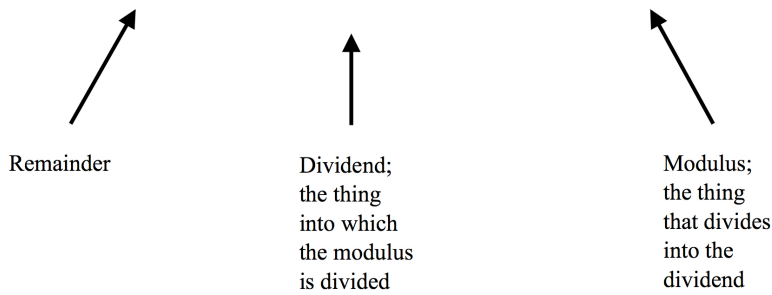 Remainder
Dividend;
the thing
into which
the modulus
is divided
Modulus;
the thing
that divides
into the
dividend